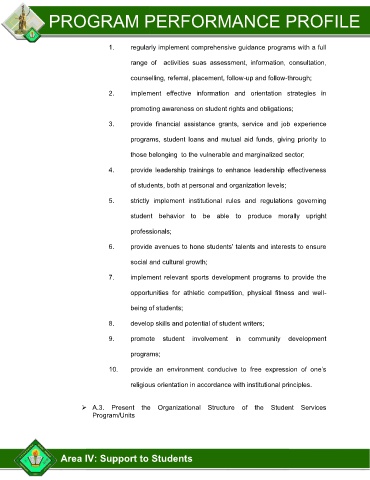 PROGRAM PERFORMANCE PROFILE
1. regularly implement comprehensive guidance programs with a full
range of activities suas assessment, information, consultation,
counselling, referral, placement, follow-up and follow-through;
2. implement effective information and orientation strategies in
promoting awareness on student rights and obligations;
3. provide financial assistance grants, service and job experience
programs, student loans and mutual aid funds, giving priority to
those belonging to the vulnerable and marginalized sector;
4. provide leadership trainings to enhance leadership effectiveness
of students, both at personal and organization levels;
5. strictly implement institutional rules and regulations governing
student behavior to be able to produce morally upright
professionals;
6. provide avenues to hone students' talents and interests to ensure
social and cultural growth;
7. implement relevant sports development programs to provide the
opportunities for athletic competition, physical fitness and well-
being of students;
8. develop skills and potential of student writers;
9. promote student involvement in community development
programs;
10. provide an environment conducive to free expression of one's
religious orientation in accordance with institutional principles.
➢ A.3. Present the Organizational Structure of the Student Services
Program/Units
Area IV: Support to Students